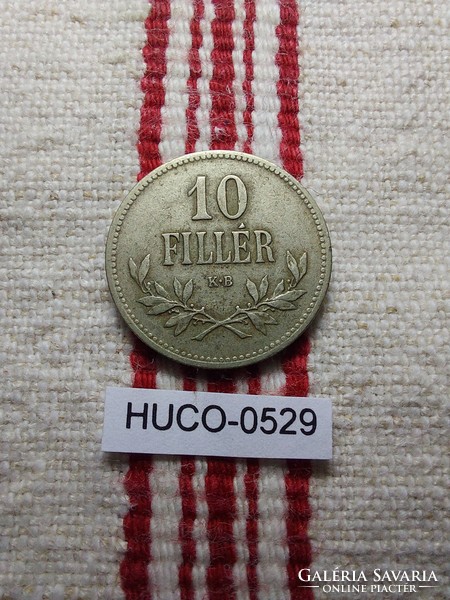 10
FILLÉR
K·B
HUCO-0529
GALÉRIA SAVARIA
ONLINE PIACTÉR